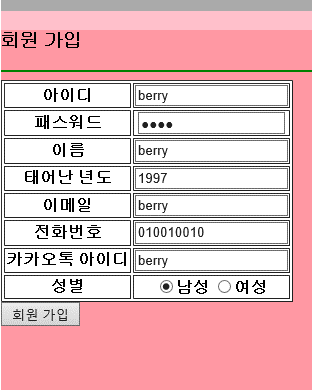 회원 가입
아이디 berry
패스워드 ●●●●
이름 berry
태어난 년도 1997
이메일 berry
전화번호 010010010
카카오톡 아이디 berry
성별 남성 여성
회원 가입